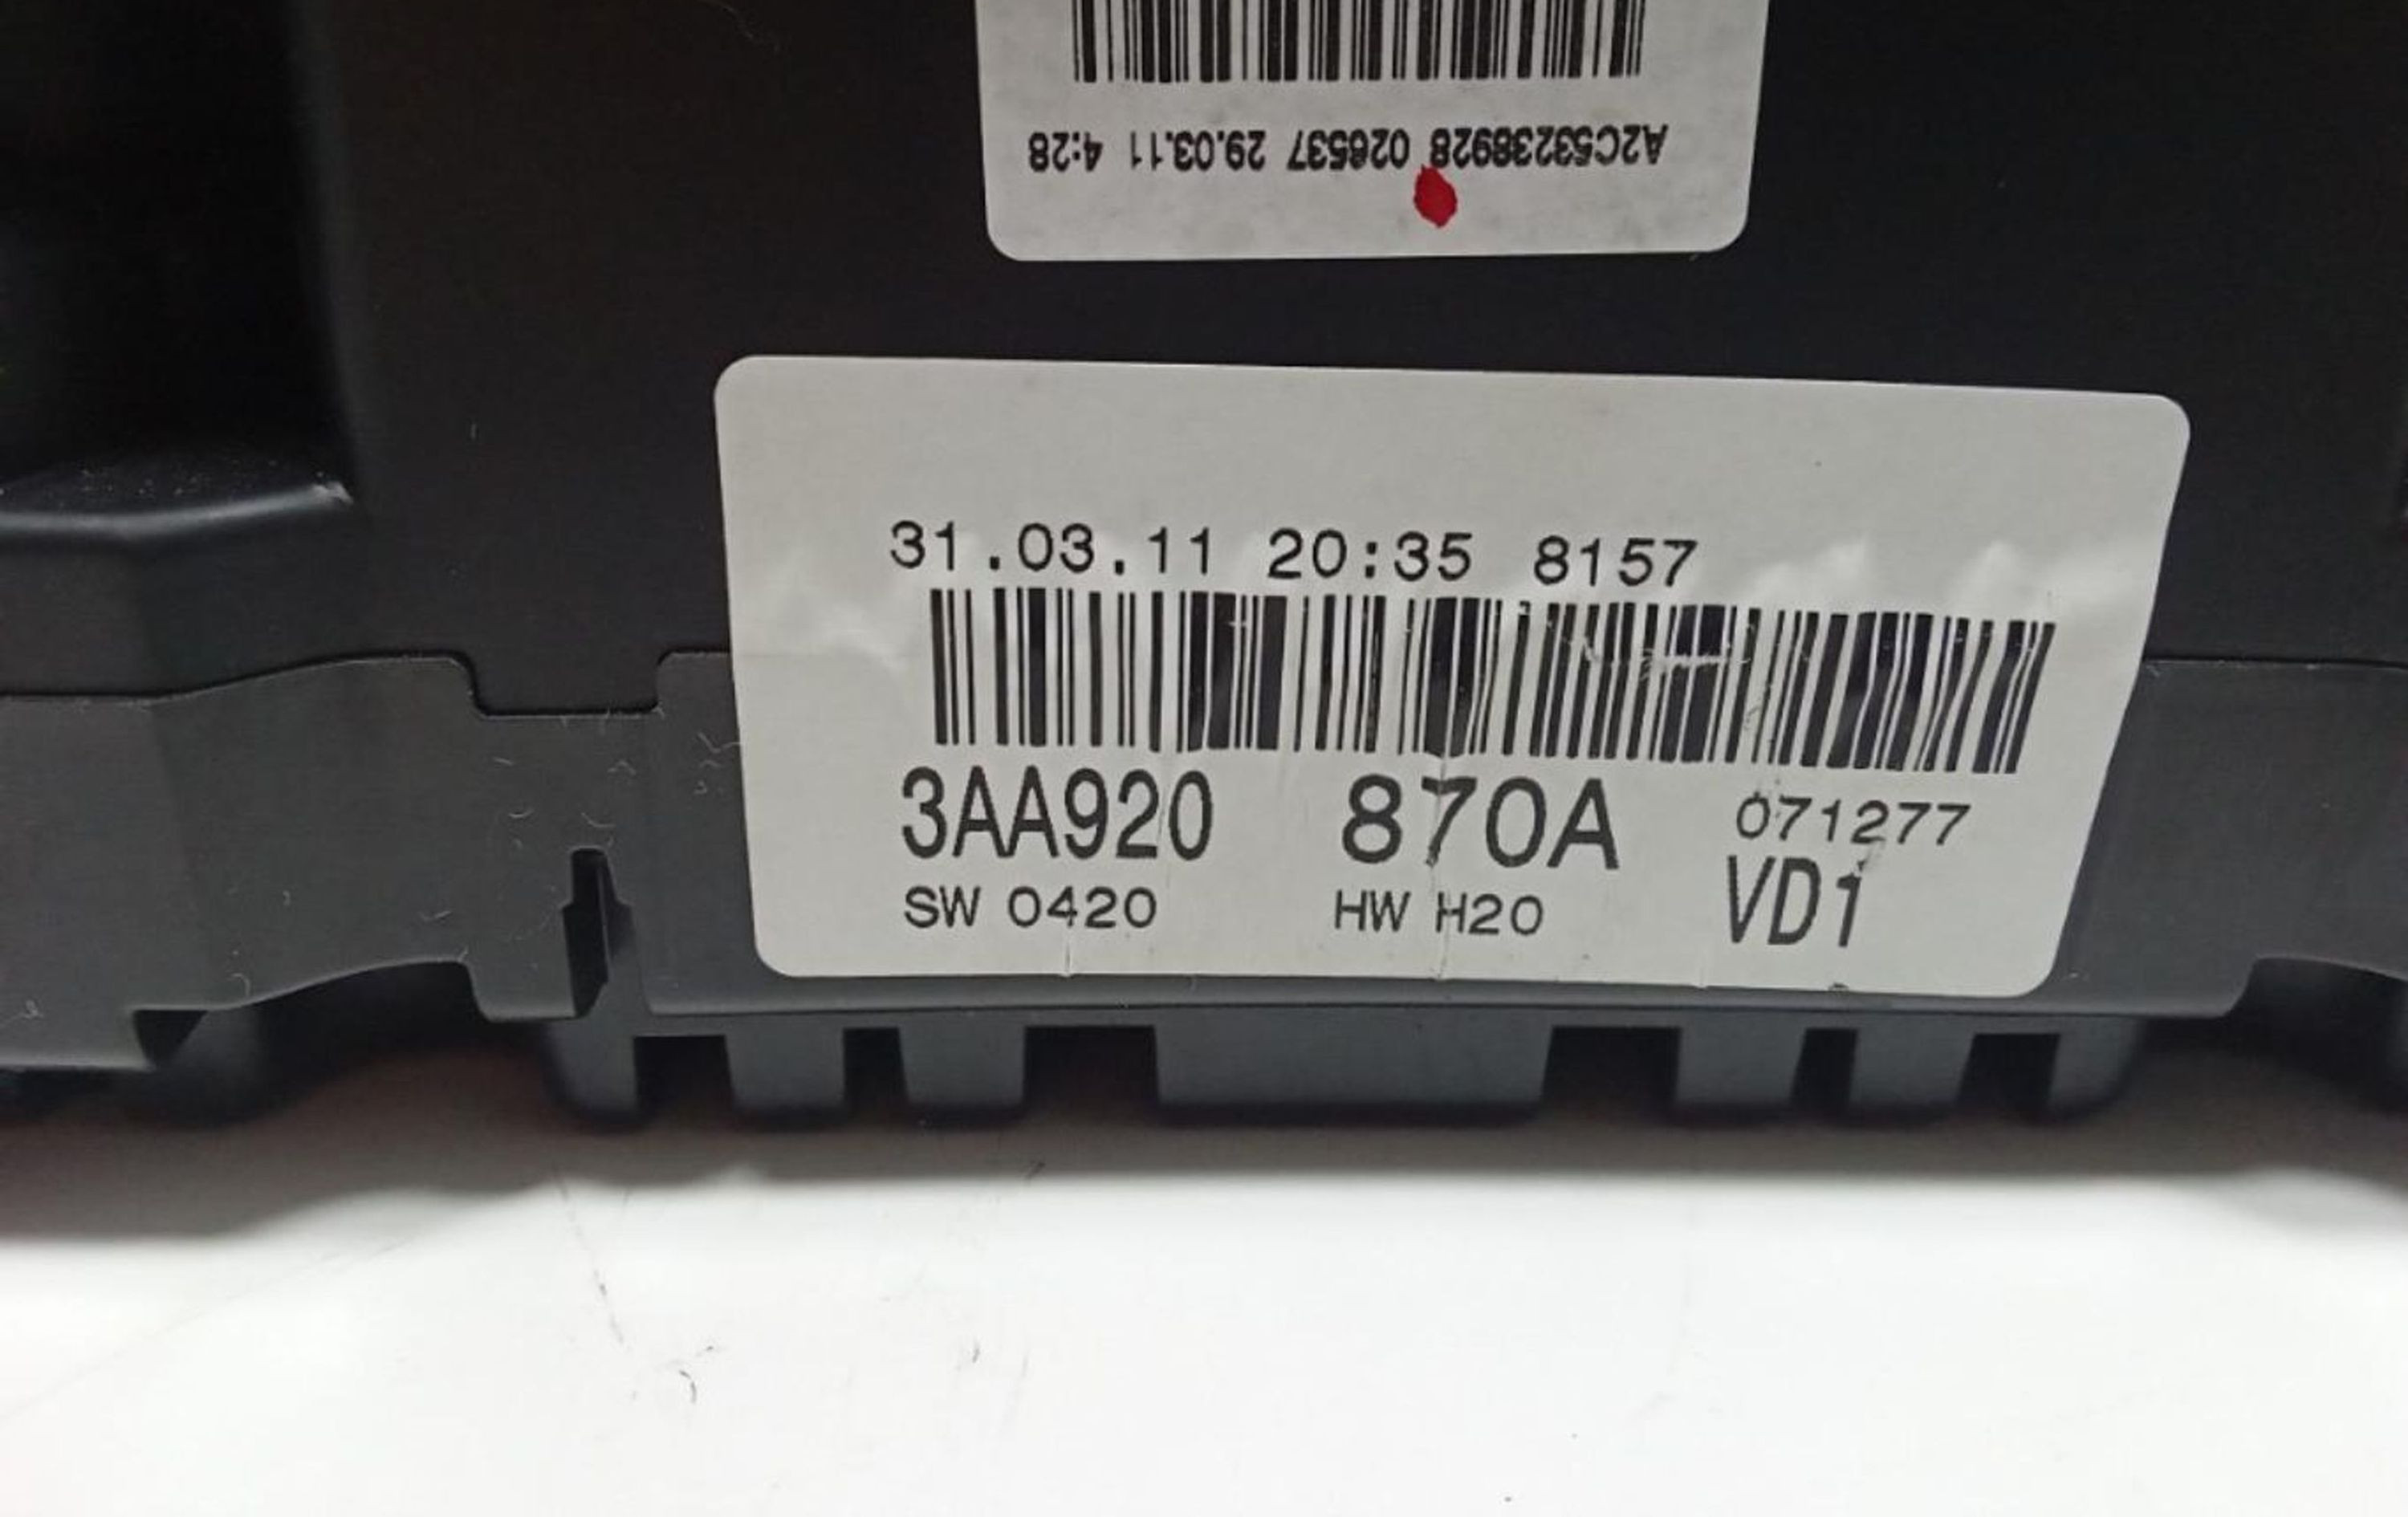 A2C53238928 026537 29.03.11 4:28
31.03.11 20:35 8157
3AA920 870A 071277
SW 0420 HW H20 VD1